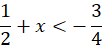 1/2 + x < -3/4